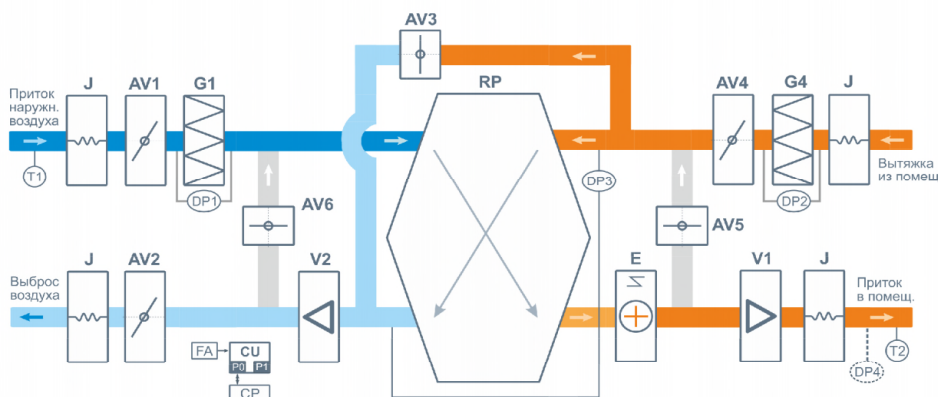 AV3
J
AV1
G1
RP
AV4
G4
J
Приток
наружн.
воздуха
T1
DP1
DP3
DP2
Вытяжка
из помещ
AV6
AV5
J
AV2
V2
E
V1
J
Выброс
воздуха
Приток
в помещ.
FA
CU
P0 P1
CP
DP4
T2